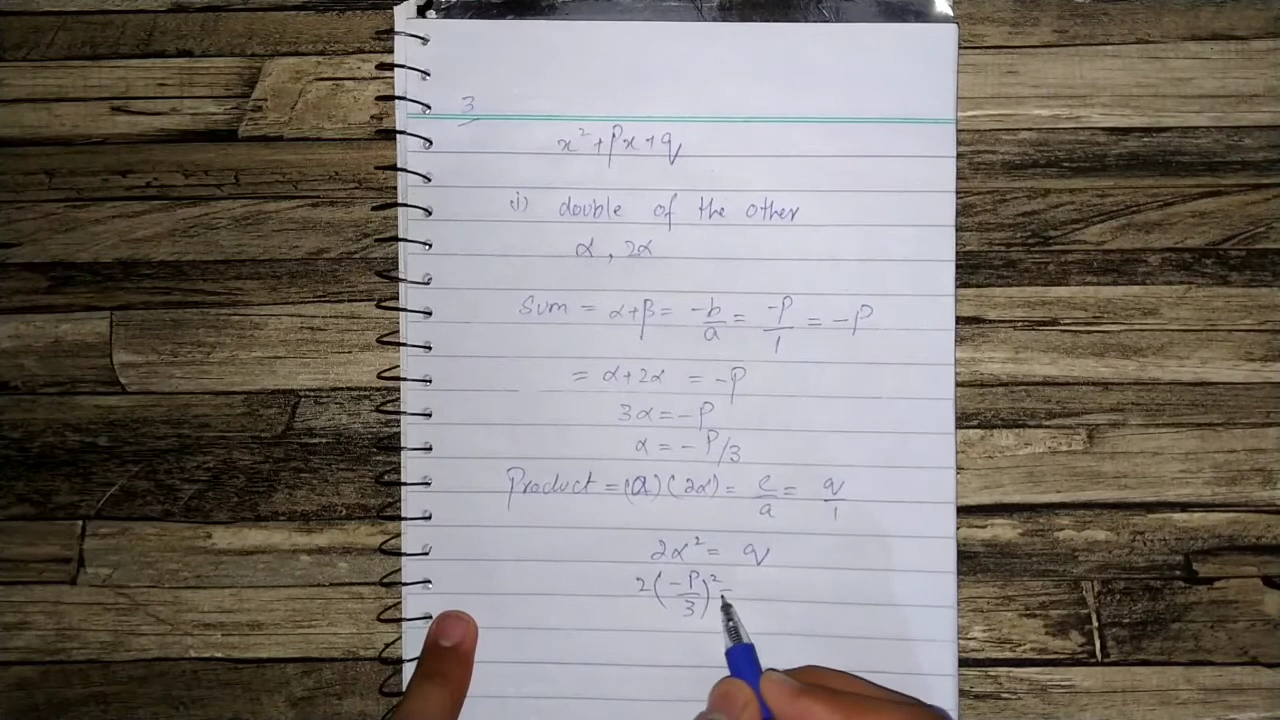 3
x² + px + q
i) double of the other
α , 2α
Sum = α+β = -b/a = -P/1 = -P
= α+2α = -P
3α = -P
α = -P/3
Product = (α)(2α) = c/a = q/1
2α² = q
2(-P/3)² =